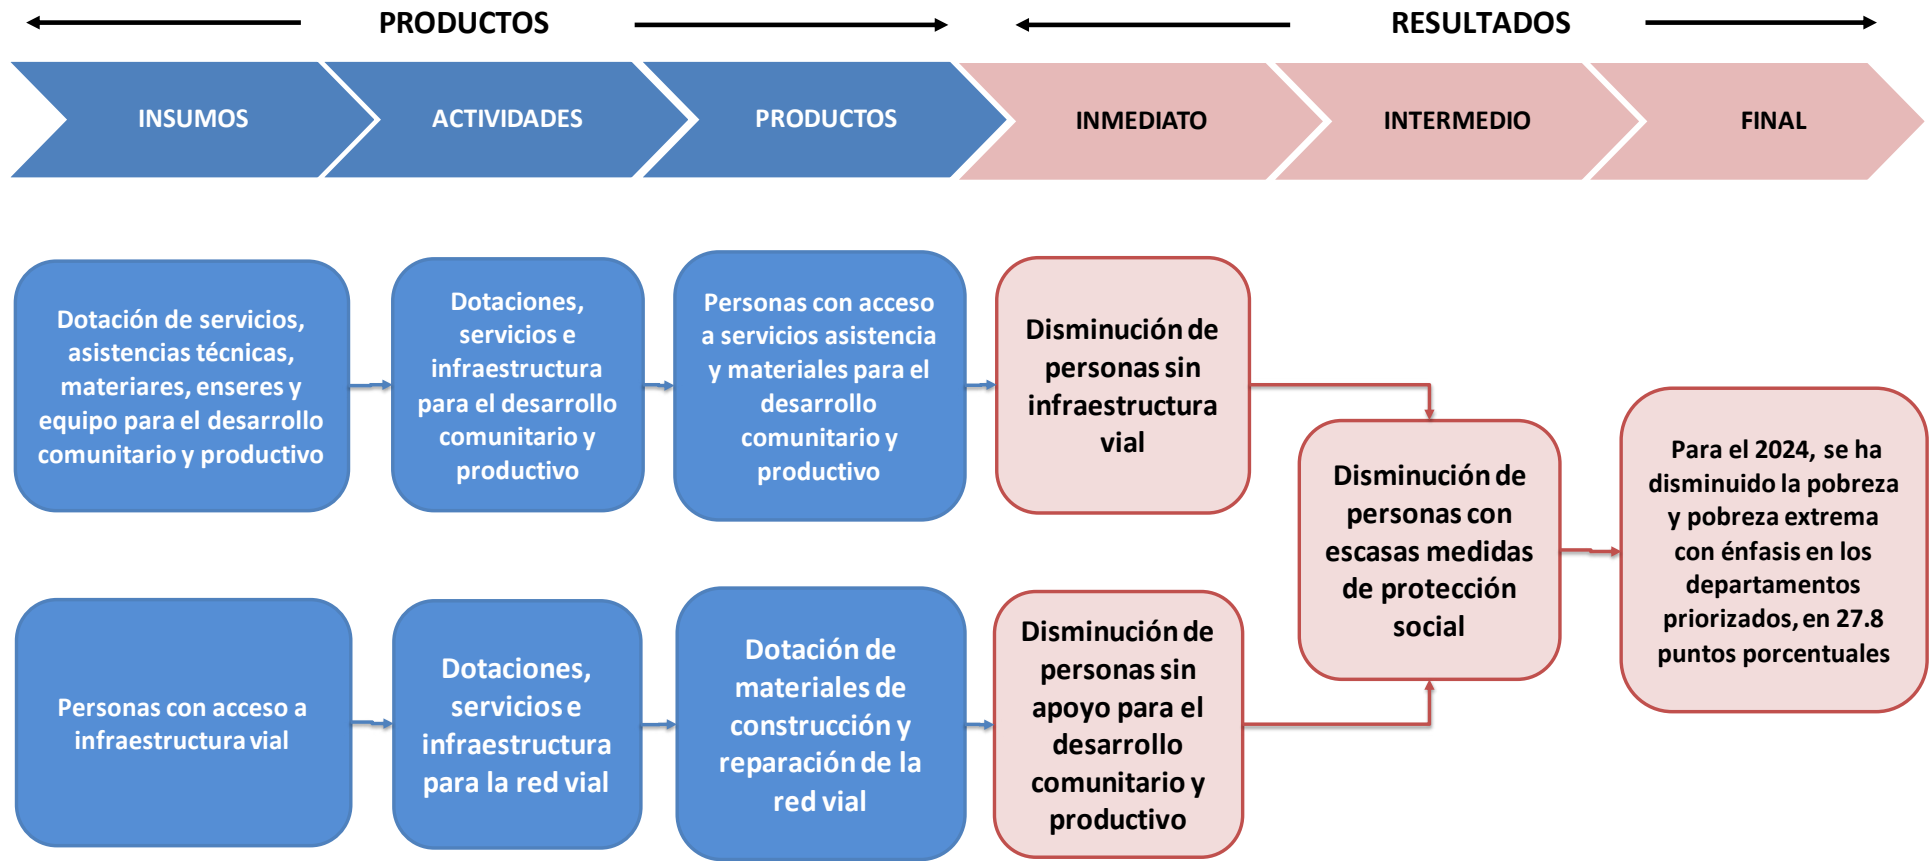 PRODUCTOS
RESULTADOS
INSUMOS
ACTIVIDADES
PRODUCTOS
INMEDIATO
INTERMEDIO
FINAL
Dotación de servicios,
asistencias técnicas,
materiares, enseres y
equipo para el desarrollo
comunitario y productivo
Dotaciones,
servicios e
infraestructura
para el desarrollo
comunitario y
productivo
Personas con acceso
a servicios asistencia
y materiales para el
desarrollo
comunitario y
productivo
Disminución de
personas sin
infraestructura
vial
Disminución de
personas con
escasas medidas
de protección
social
Para el 2024, se ha
disminuido la pobreza
y pobreza extrema
con énfasis en los
departamentos
priorizados, en 27.8
puntos porcentuales
Personas con acceso a
infraestructura vial
Dotaciones,
servicios e
infraestructura
para la red vial
Dotación de
materiales de
construcción y
reparación de la
red vial
Disminución de
personas sin
apoyo para el
desarrollo
comunitario y
productivo